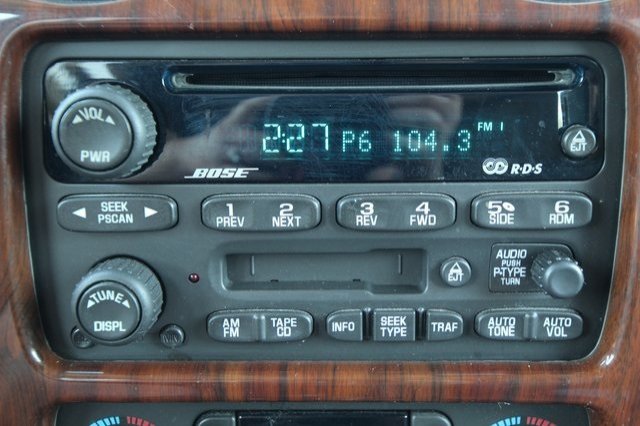 VOL
PWR
2:27 P6 104.3 FM 1
EJT
BOSE
R·D·S
SEEK
PSCAN
1
PREV
2
NEXT
3
REV
4
FWD
5
SIDE
6
RDM
TUNE
DISPL
EJT
AUDIO
PUSH
P-TYPE
TURN
AM
FM
TAPE
CD
INFO
SEEK
TYPE
TRAF
AUTO
TONE
AUTO
VOL